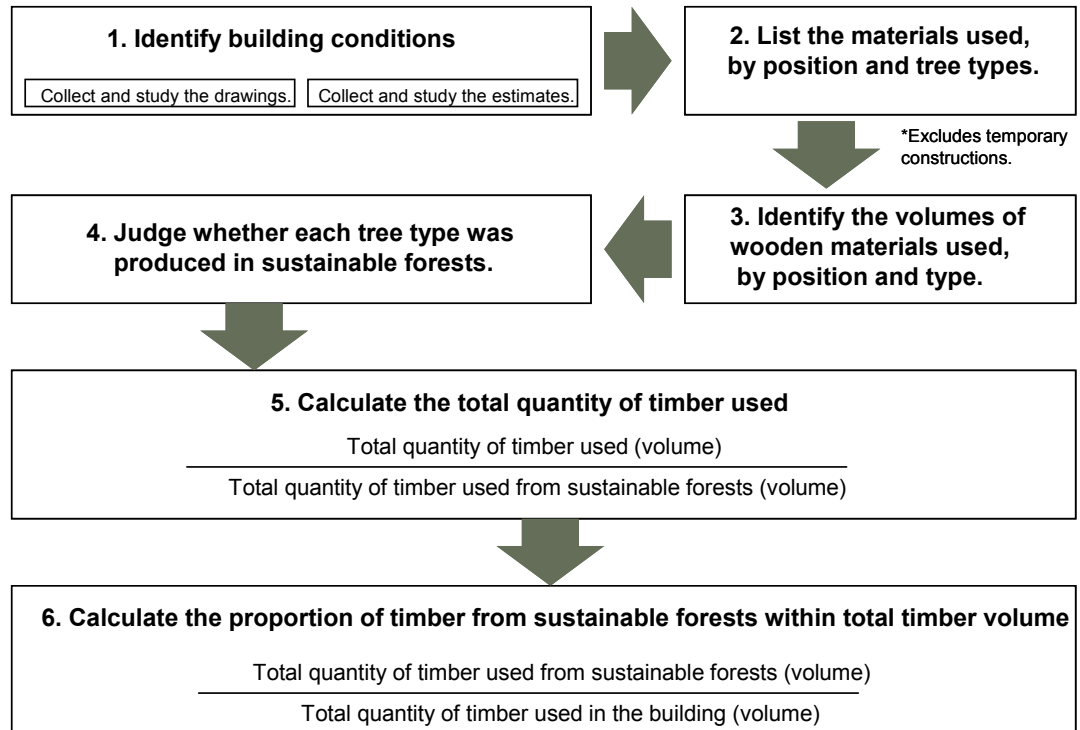 1. Identify building conditions
Collect and study the drawings.
Collect and study the estimates.
2. List the materials used,
by position and tree types.
*Excludes temporary
constructions.
3. Identify the volumes of
wooden materials used,
by position and type.
4. Judge whether each tree type was
produced in sustainable forests.
5. Calculate the total quantity of timber used
Total quantity of timber used (volume)
Total quantity of timber used from sustainable forests (volume)
6. Calculate the proportion of timber from sustainable forests within total timber volume
Total quantity of timber used from sustainable forests (volume)
Total quantity of timber used in the building (volume)